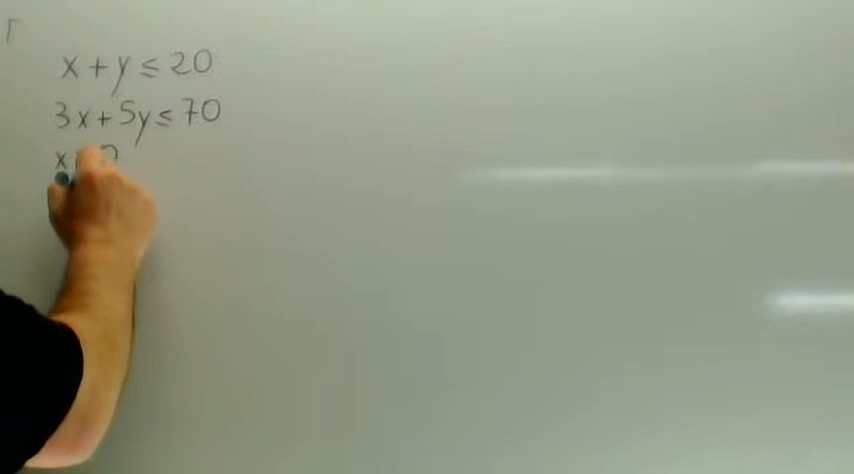 x + y ≤ 20
3x + 5y ≤ 70
x